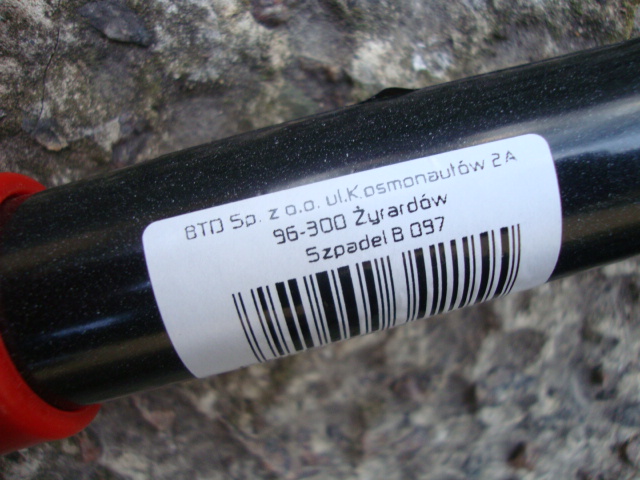 BTD Sp. z o.o. ul.Kosmonautów 2A
96-300 Żyrardów
Szpadel B 097